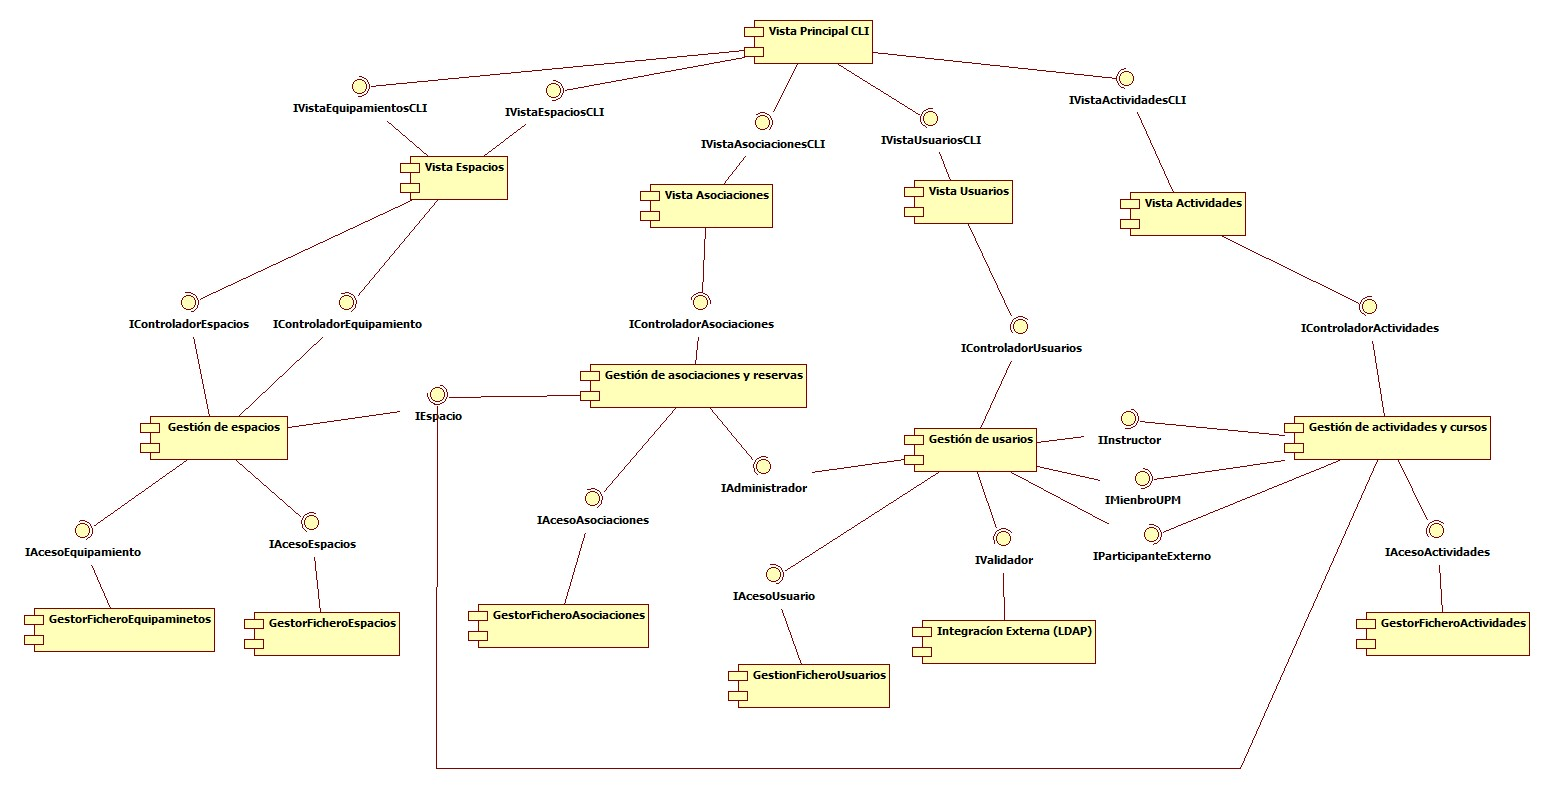 Vista Principal CLI
IVistaEquipamientosCLI
IVistaEspaciosCLI
IVistaActividadesCLI
IVistaAsociacionesCLI
IVistaUsuariosCLI
Vista Espacios
Vista Asociaciones
Vista Usuarios
Vista Actividades
IControladorEspacios
IControladorEquipamiento
IControladorAsociaciones
IControladorActividades
IControladorUsuarios
Gestión de asociaciones y reservas
IEspacio
Gestión de espacios
Gestión de usarios
IInstructor
Gestión de actividades y cursos
IAdministrador
IMienbroUPM
IAcesoAsociaciones
IAcesoEquipamiento
IAcesoEspacios
IValidador
IParticipanteExterno
IAcesoActividades
IAcesoUsuario
GestorFicheroEquipaminetos
GestorFicheroEspacios
GestorFicheroAsociaciones
Integracíon Externa (LDAP)
GestorFicheroActividades
GestionFicheroUsuarios